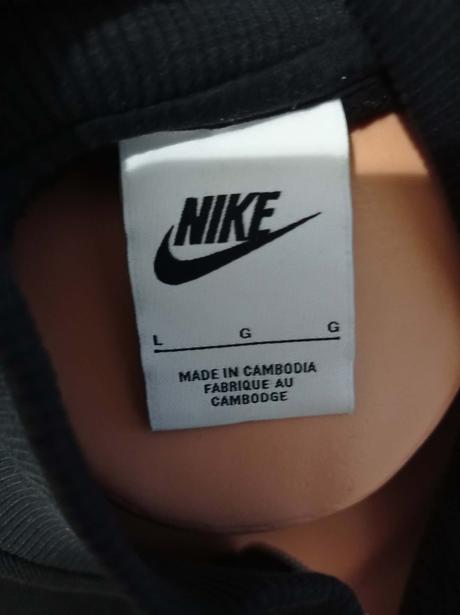 NIKE
L G G
MADE IN CAMBODIA
FABRIQUE AU
CAMBODGE